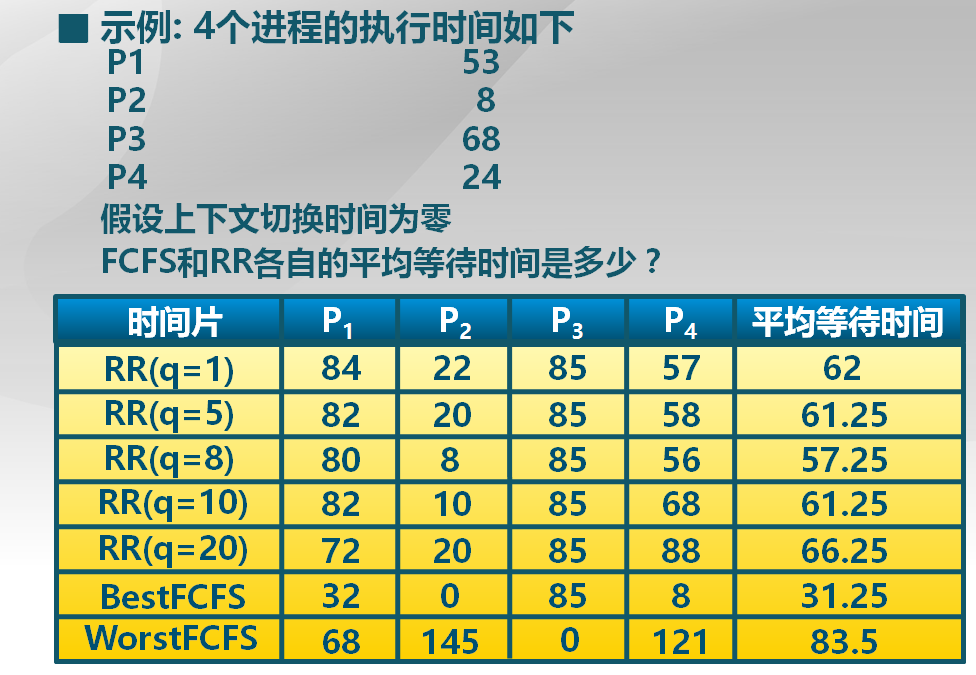 ■ 示例: 4个进程的执行时间如下
P1 53
P2 8
P3 68
P4 24
假设上下文切换时间为零
FCFS和RR各自的平均等待时间是多少？
时间片 P1 P2 P3 P4 平均等待时间
RR(q=1) 84 22 85 57 62
RR(q=5) 82 20 85 58 61.25
RR(q=8) 80 8 85 56 57.25
RR(q=10) 82 10 85 68 61.25
RR(q=20) 72 20 85 88 66.25
BestFCFS 32 0 85 8 31.25
WorstFCFS 68 145 0 121 83.5